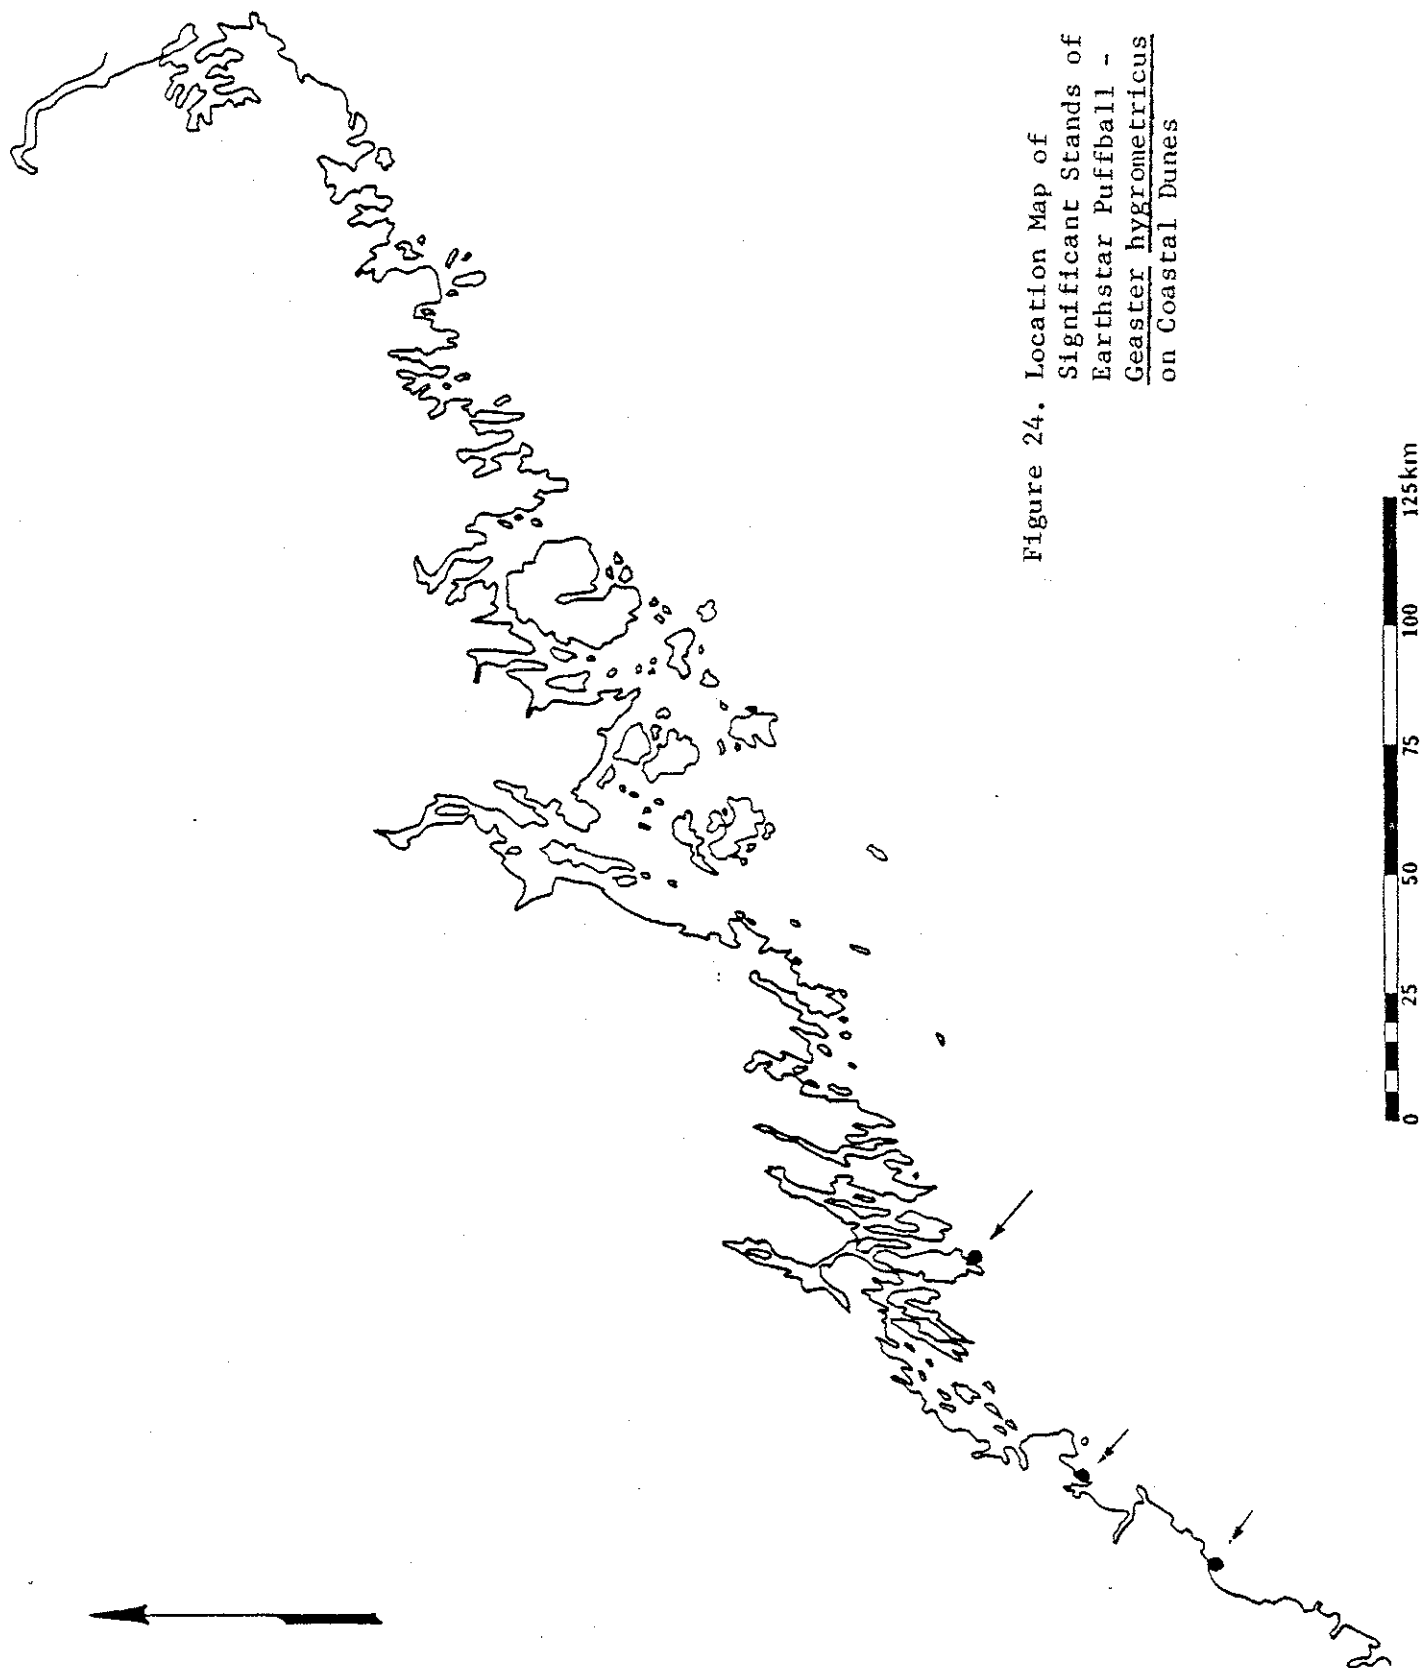 Figure 24. Location Map of
Significant Stands of
Earthstar Puffball -
Geaster hygrometricus
on Coastal Dunes
0 25 50 75 100 125km